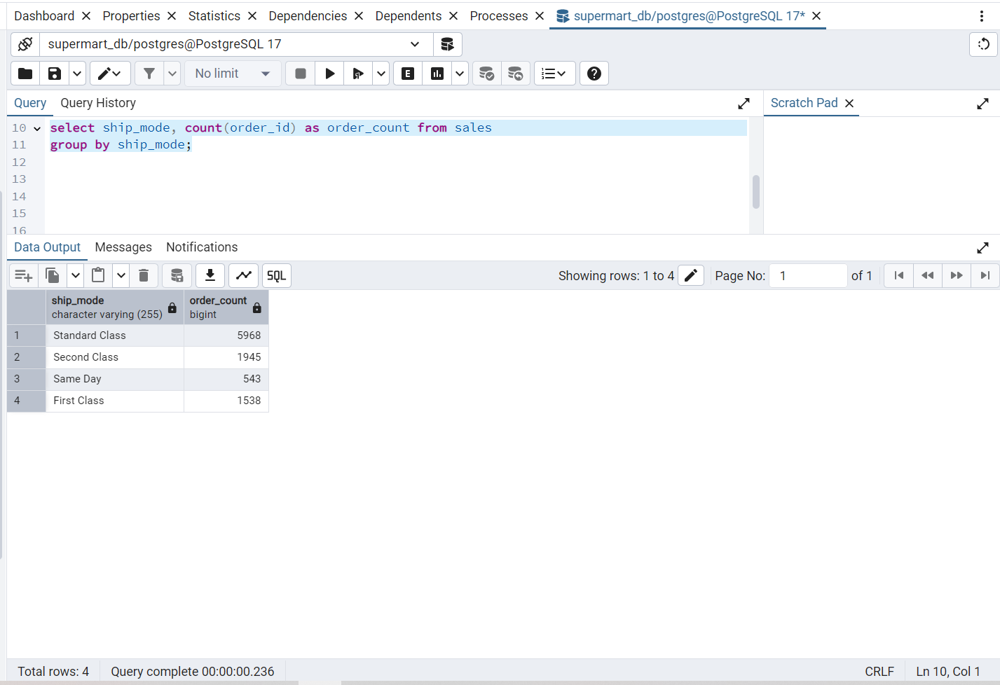 Dashboard Properties Statistics Dependencies Dependents Processes supermart_db/postgres@PostgreSQL 17*
supermart_db/postgres@PostgreSQL 17
No limit
Query Query History
Scratch Pad
10 select ship_mode, count(order_id) as order_count from sales
11 group by ship_mode;
12
13
14
15
16
Data Output Messages Notifications
SQL Showing rows: 1 to 4 Page No: 1 of 1
ship_mode order_count
character varying (255) bigint
1 Standard Class 5968
2 Second Class 1945
3 Same Day 543
4 First Class 1538
Total rows: 4 Query complete 00:00:00.236 CRLF Ln 10, Col 1